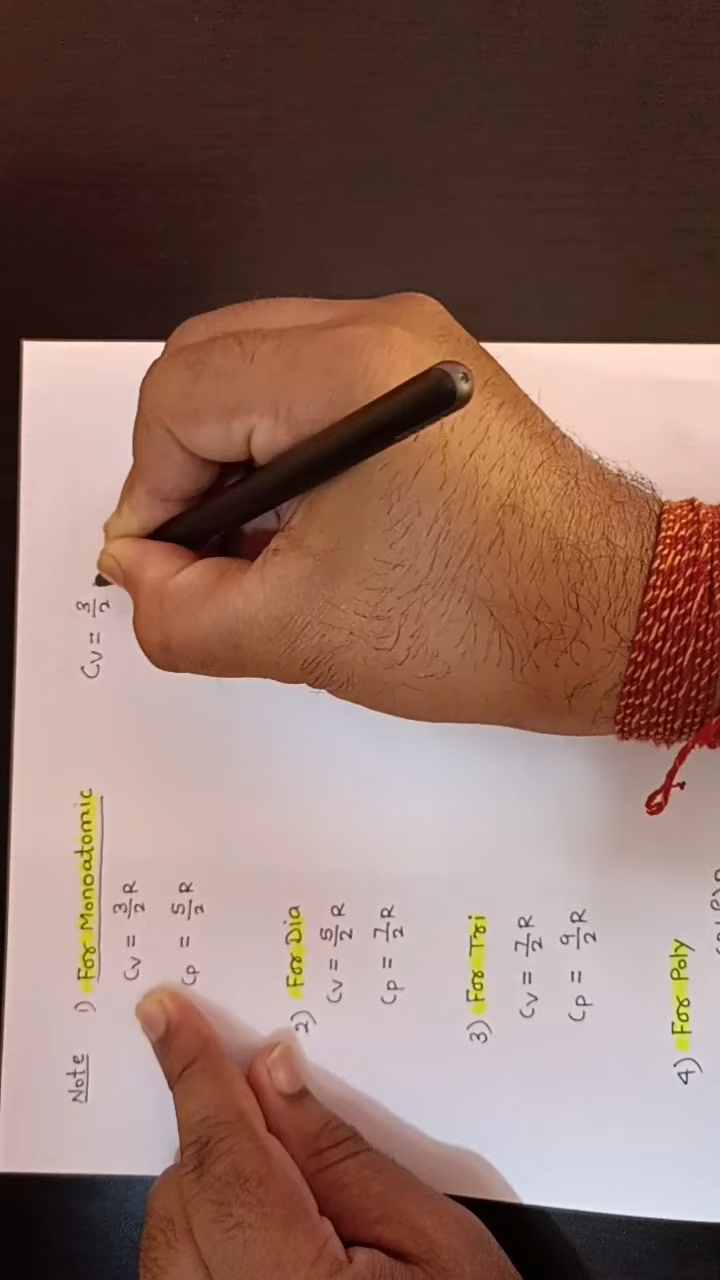 Note 1) For Monoatomic
Cv = 3/2 R
Cp = 5/2 R
Cv = 3/2
2) For Dia
Cv = 5/2 R
Cp = 7/2 R
3) For Tri
Cv = 7/2 R
Cp = 9/2 R
4) For Poly